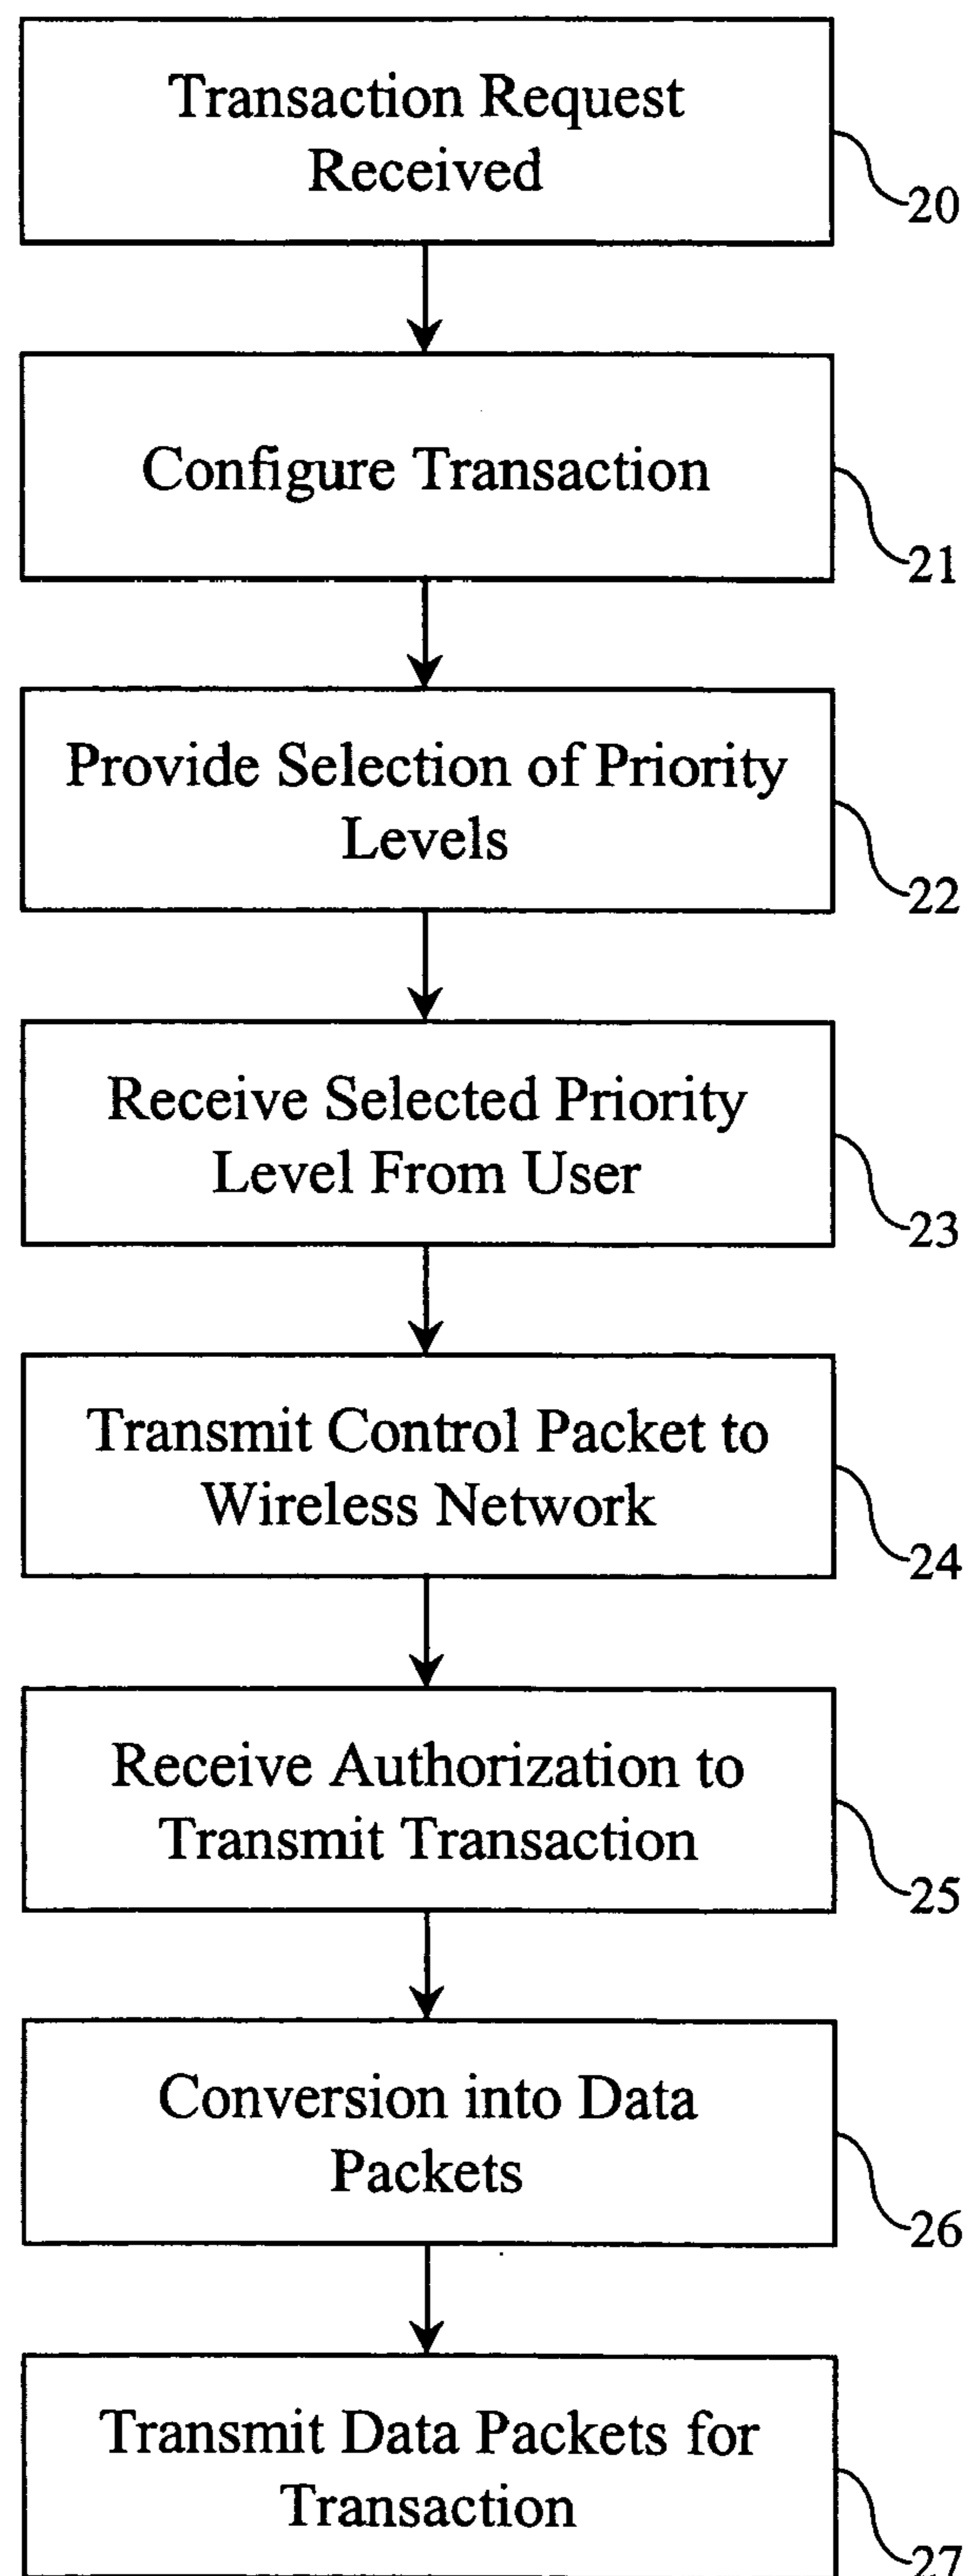 Transaction Request
Received
20
Configure Transaction
21
Provide Selection of Priority
Levels
22
Receive Selected Priority
Level From User
23
Transmit Control Packet to
Wireless Network
24
Receive Authorization to
Transmit Transaction
25
Conversion into Data
Packets
26
Transmit Data Packets for
Transaction
27